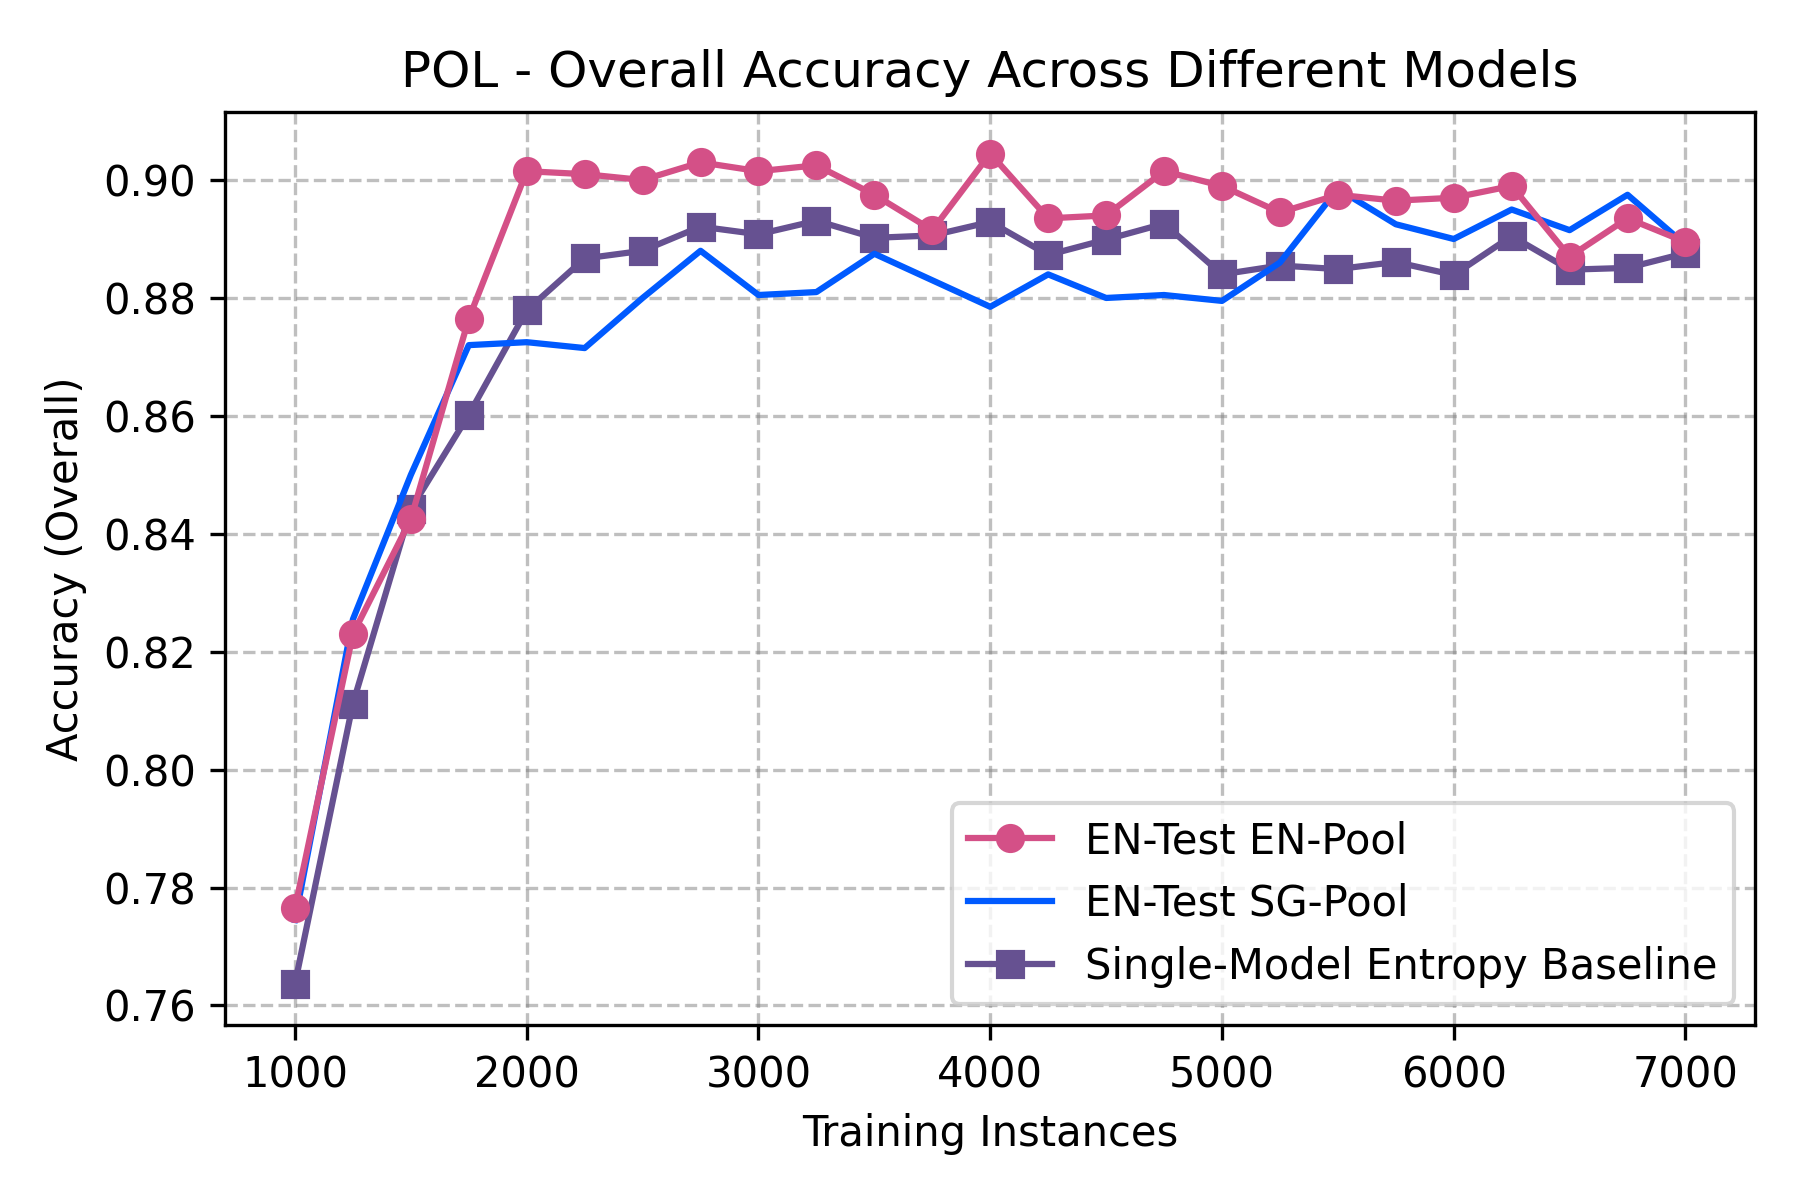 POL - Overall Accuracy Across Different Models
Accuracy (Overall)
0.90
0.88
0.86
0.84
0.82
0.80
0.78
0.76
EN-Test EN-Pool
EN-Test SG-Pool
Single-Model Entropy Baseline
1000 2000 3000 4000 5000 6000 7000
Training Instances